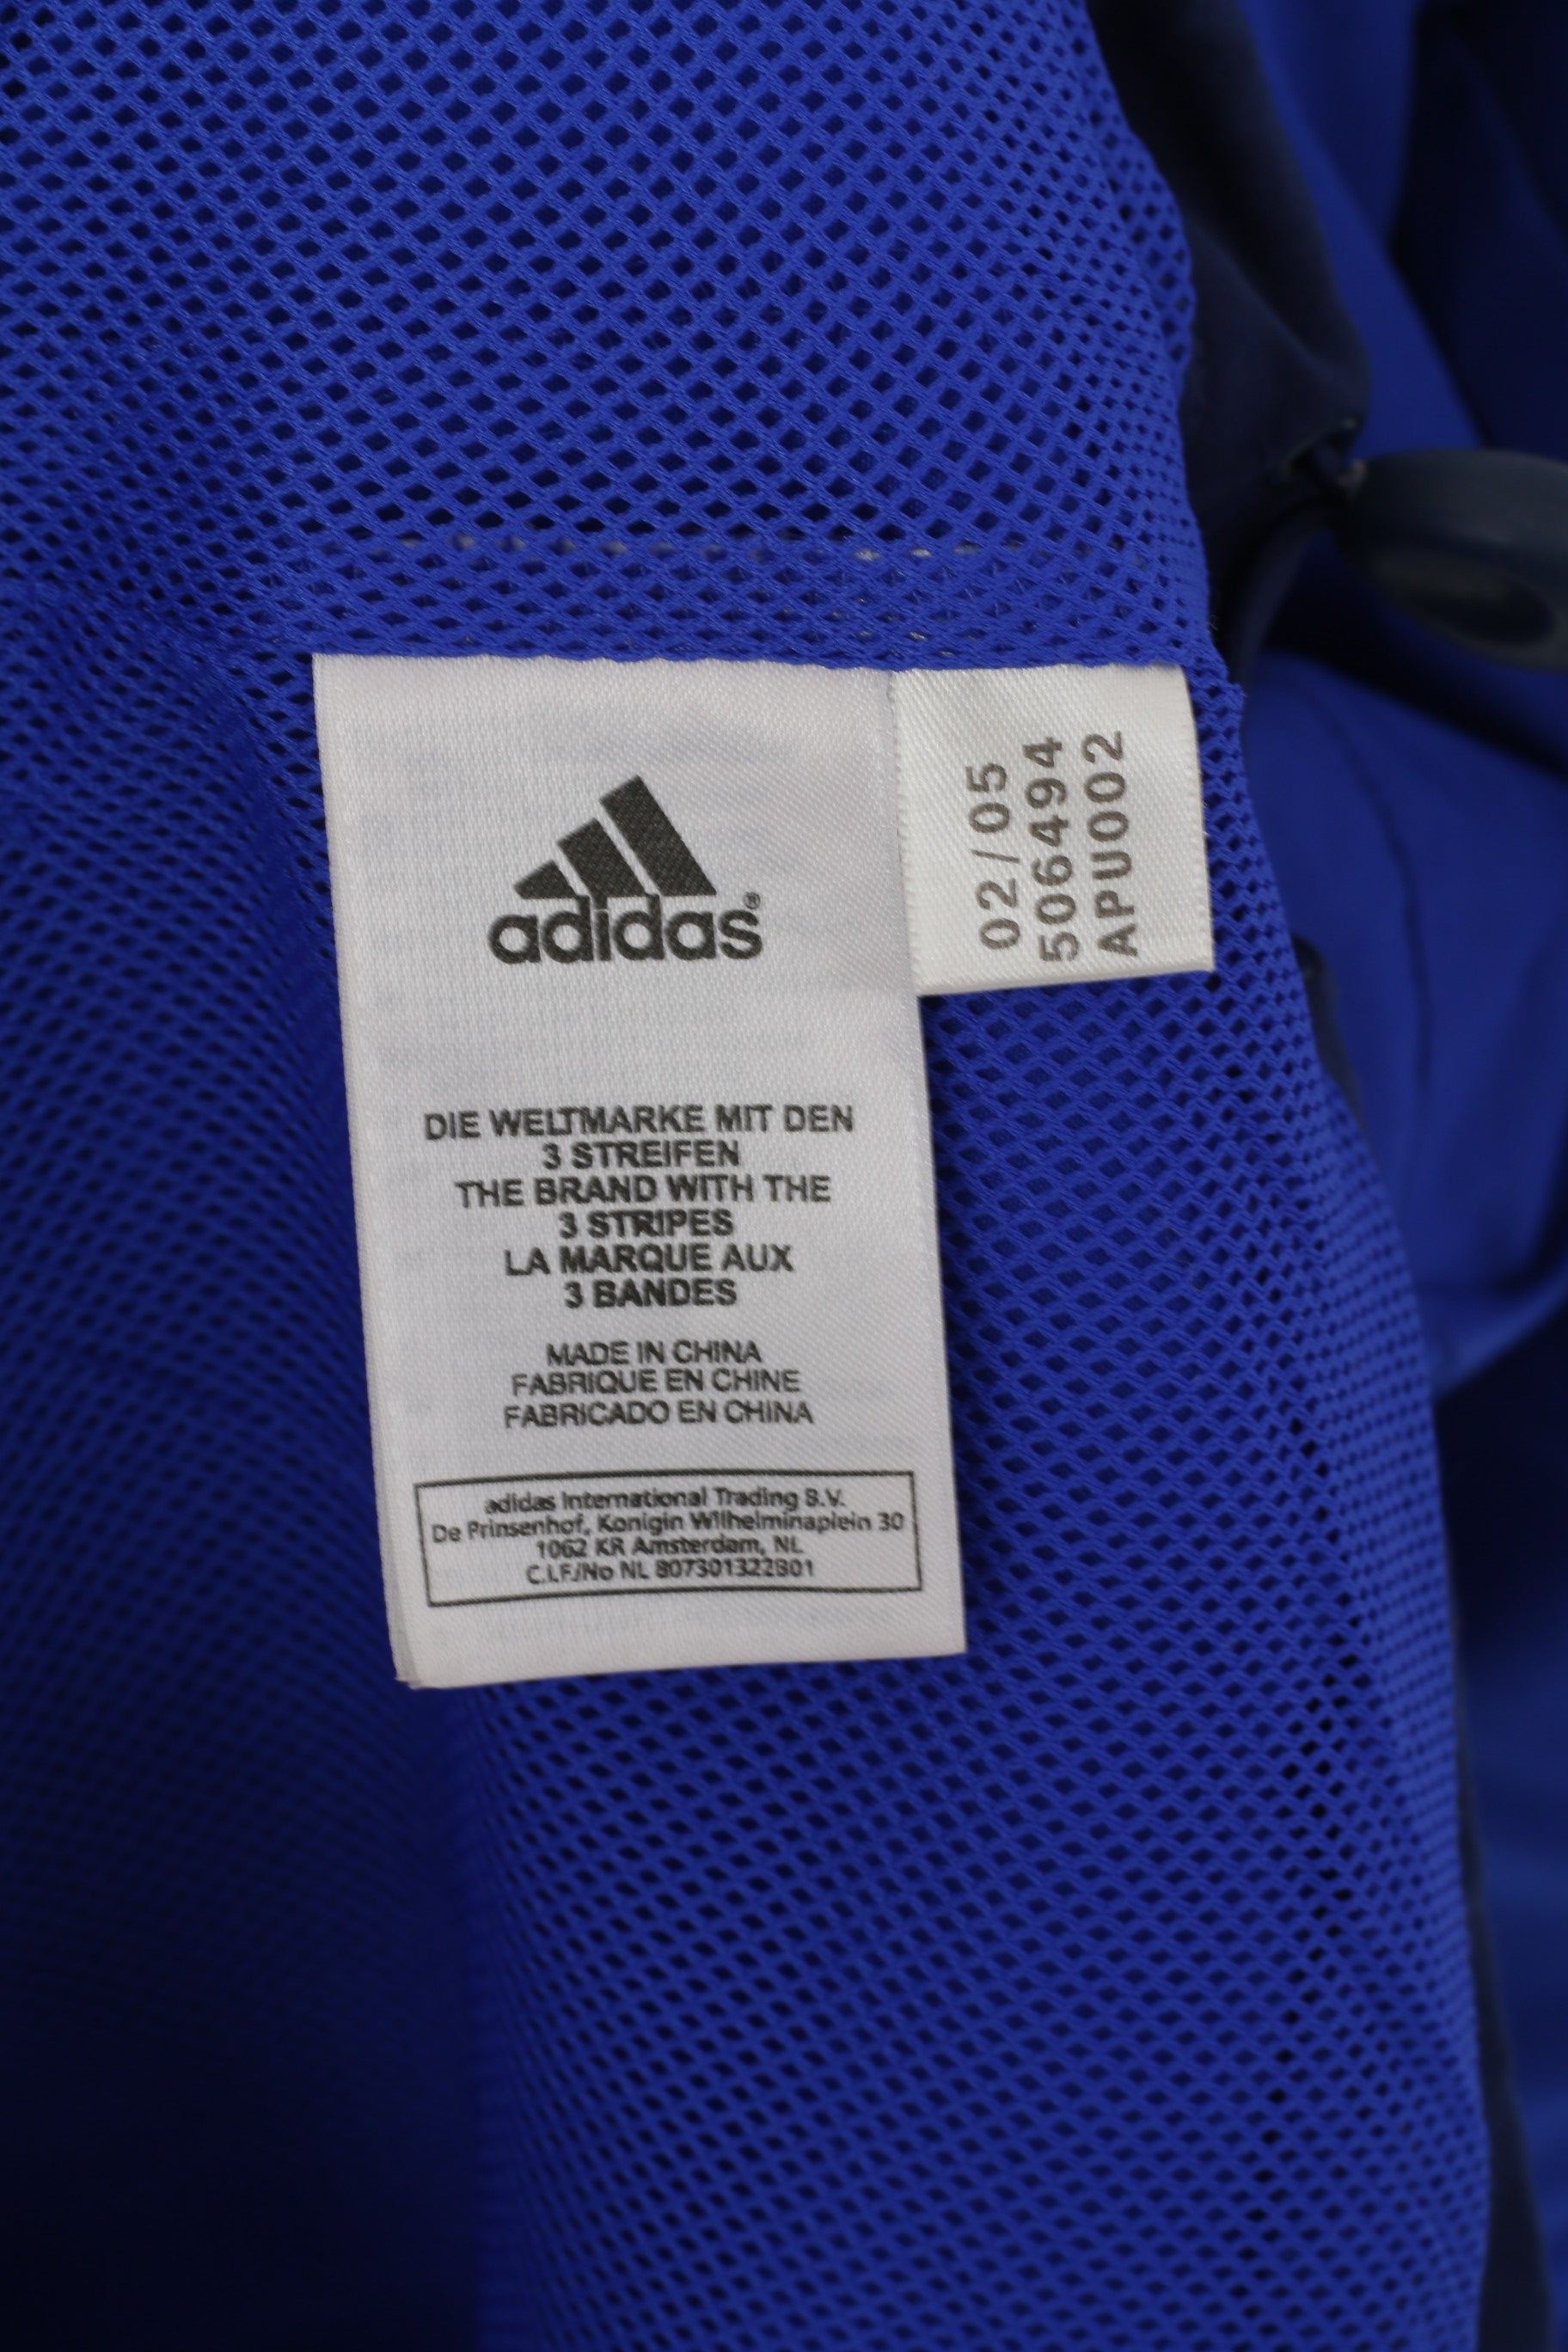 adidas®
DIE WELTMARKE MIT DEN
3 STREIFEN
THE BRAND WITH THE
3 STRIPES
LA MARQUE AUX
3 BANDES
MADE IN CHINA
FABRIQUE EN CHINE
FABRICADO EN CHINA
adidas International Trading B.V.
De Prinsenhof, Konigin Wilhelminaplein 30
1062 KR Amsterdam, NL
C.I.F./No NL 807301322B01
02/05
506494
APU002